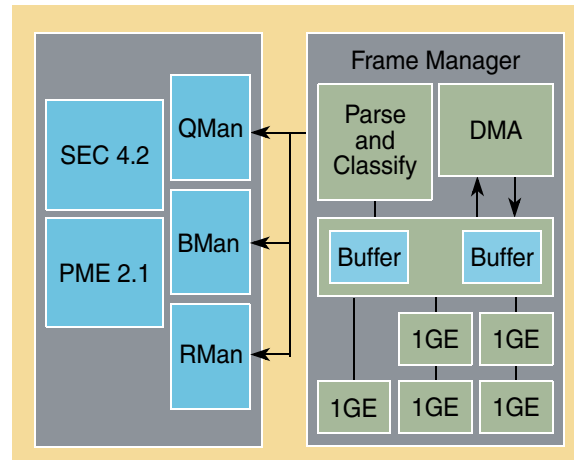 SEC 4.2
PME 2.1
QMan
BMan
RMan
Frame Manager
Parse
and
Classify
DMA
Buffer
Buffer
1GE
1GE
1GE
1GE
1GE